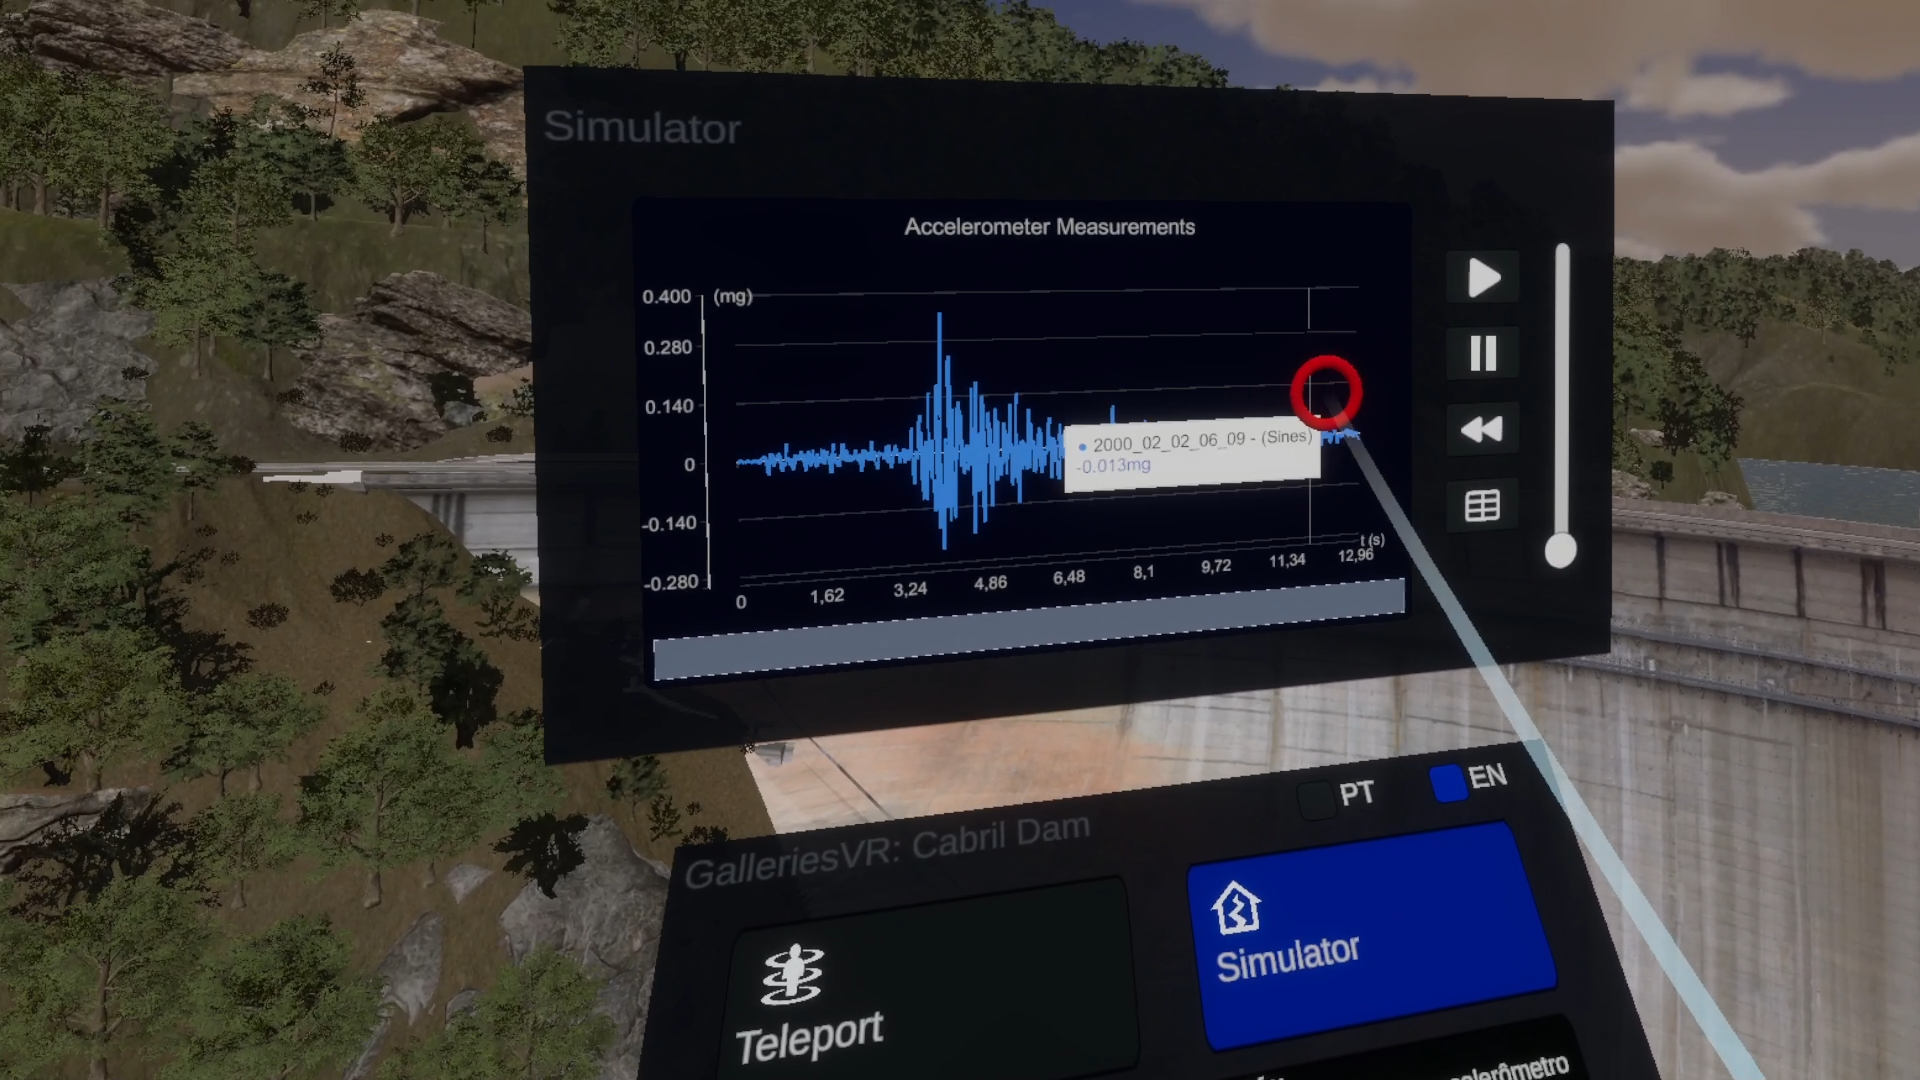 Simulator
Accelerometer Measurements
0.400 (mg)
0.280
0.140
0
-0.140
-0.280
2000_02_02_06_09 - (Sines)
-0.013mg
t (s)
0 1,62 3,24 4,86 6,48 8,1 9,72 11,34 12,96
PT EN
GalleriesVR: Cabril Dam
Teleport
Simulator